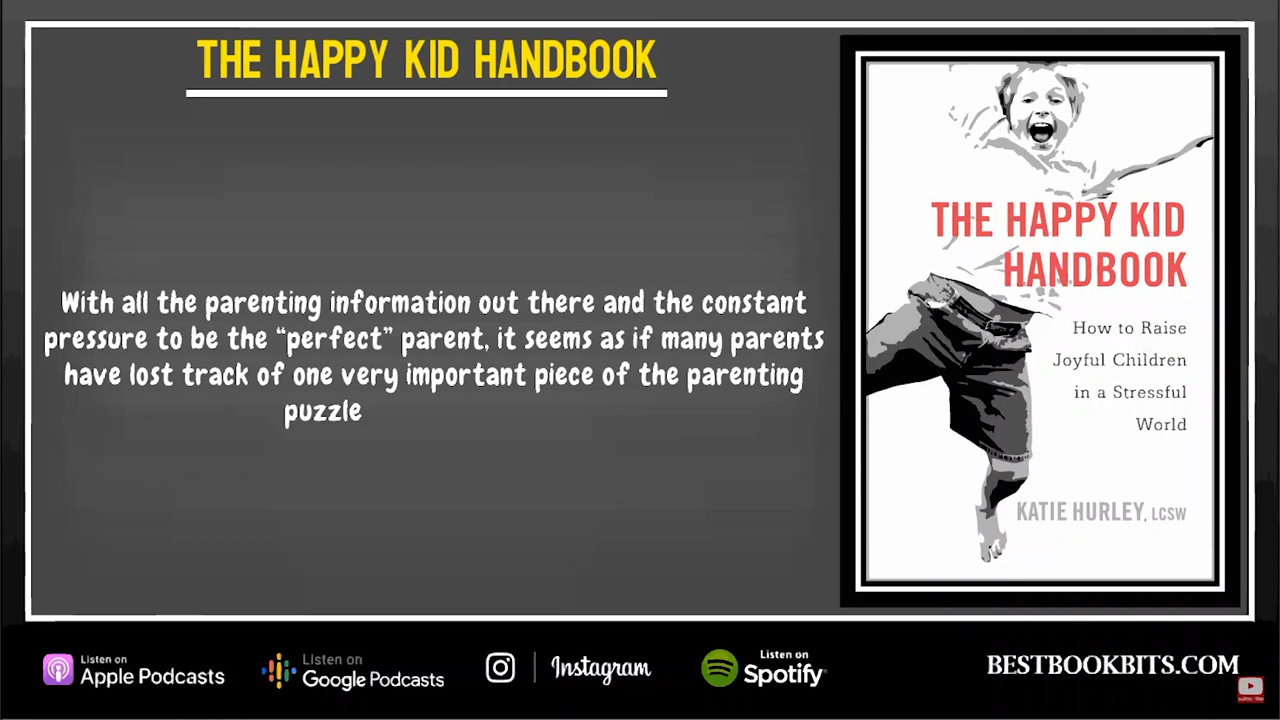 THE HAPPY KID HANDBOOK
With all the parenting information out there and the constant
pressure to be the “perfect” parent, it seems as if many parents
have lost track of one very important piece of the parenting
puzzle
THE HAPPY KID
HANDBOOK
How to Raise
Joyful Children
in a Stressful
World
KATIE HURLEY, LCSW
Listen on
Apple Podcasts
Listen on
Google Podcasts
Instagram
Listen on
Spotify
BESTBOOKBITS.COM